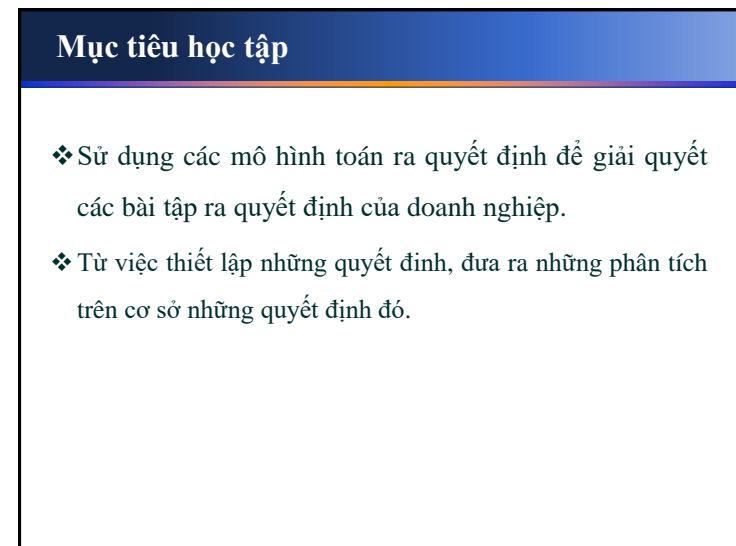 Mục tiêu học tập
❖Sử dụng các mô hình toán ra quyết định để giải quyết
các bài tập ra quyết định của doanh nghiệp.
❖ Từ việc thiết lập những quyết đinh, đưa ra những phân tích
trên cơ sở những quyết định đó.